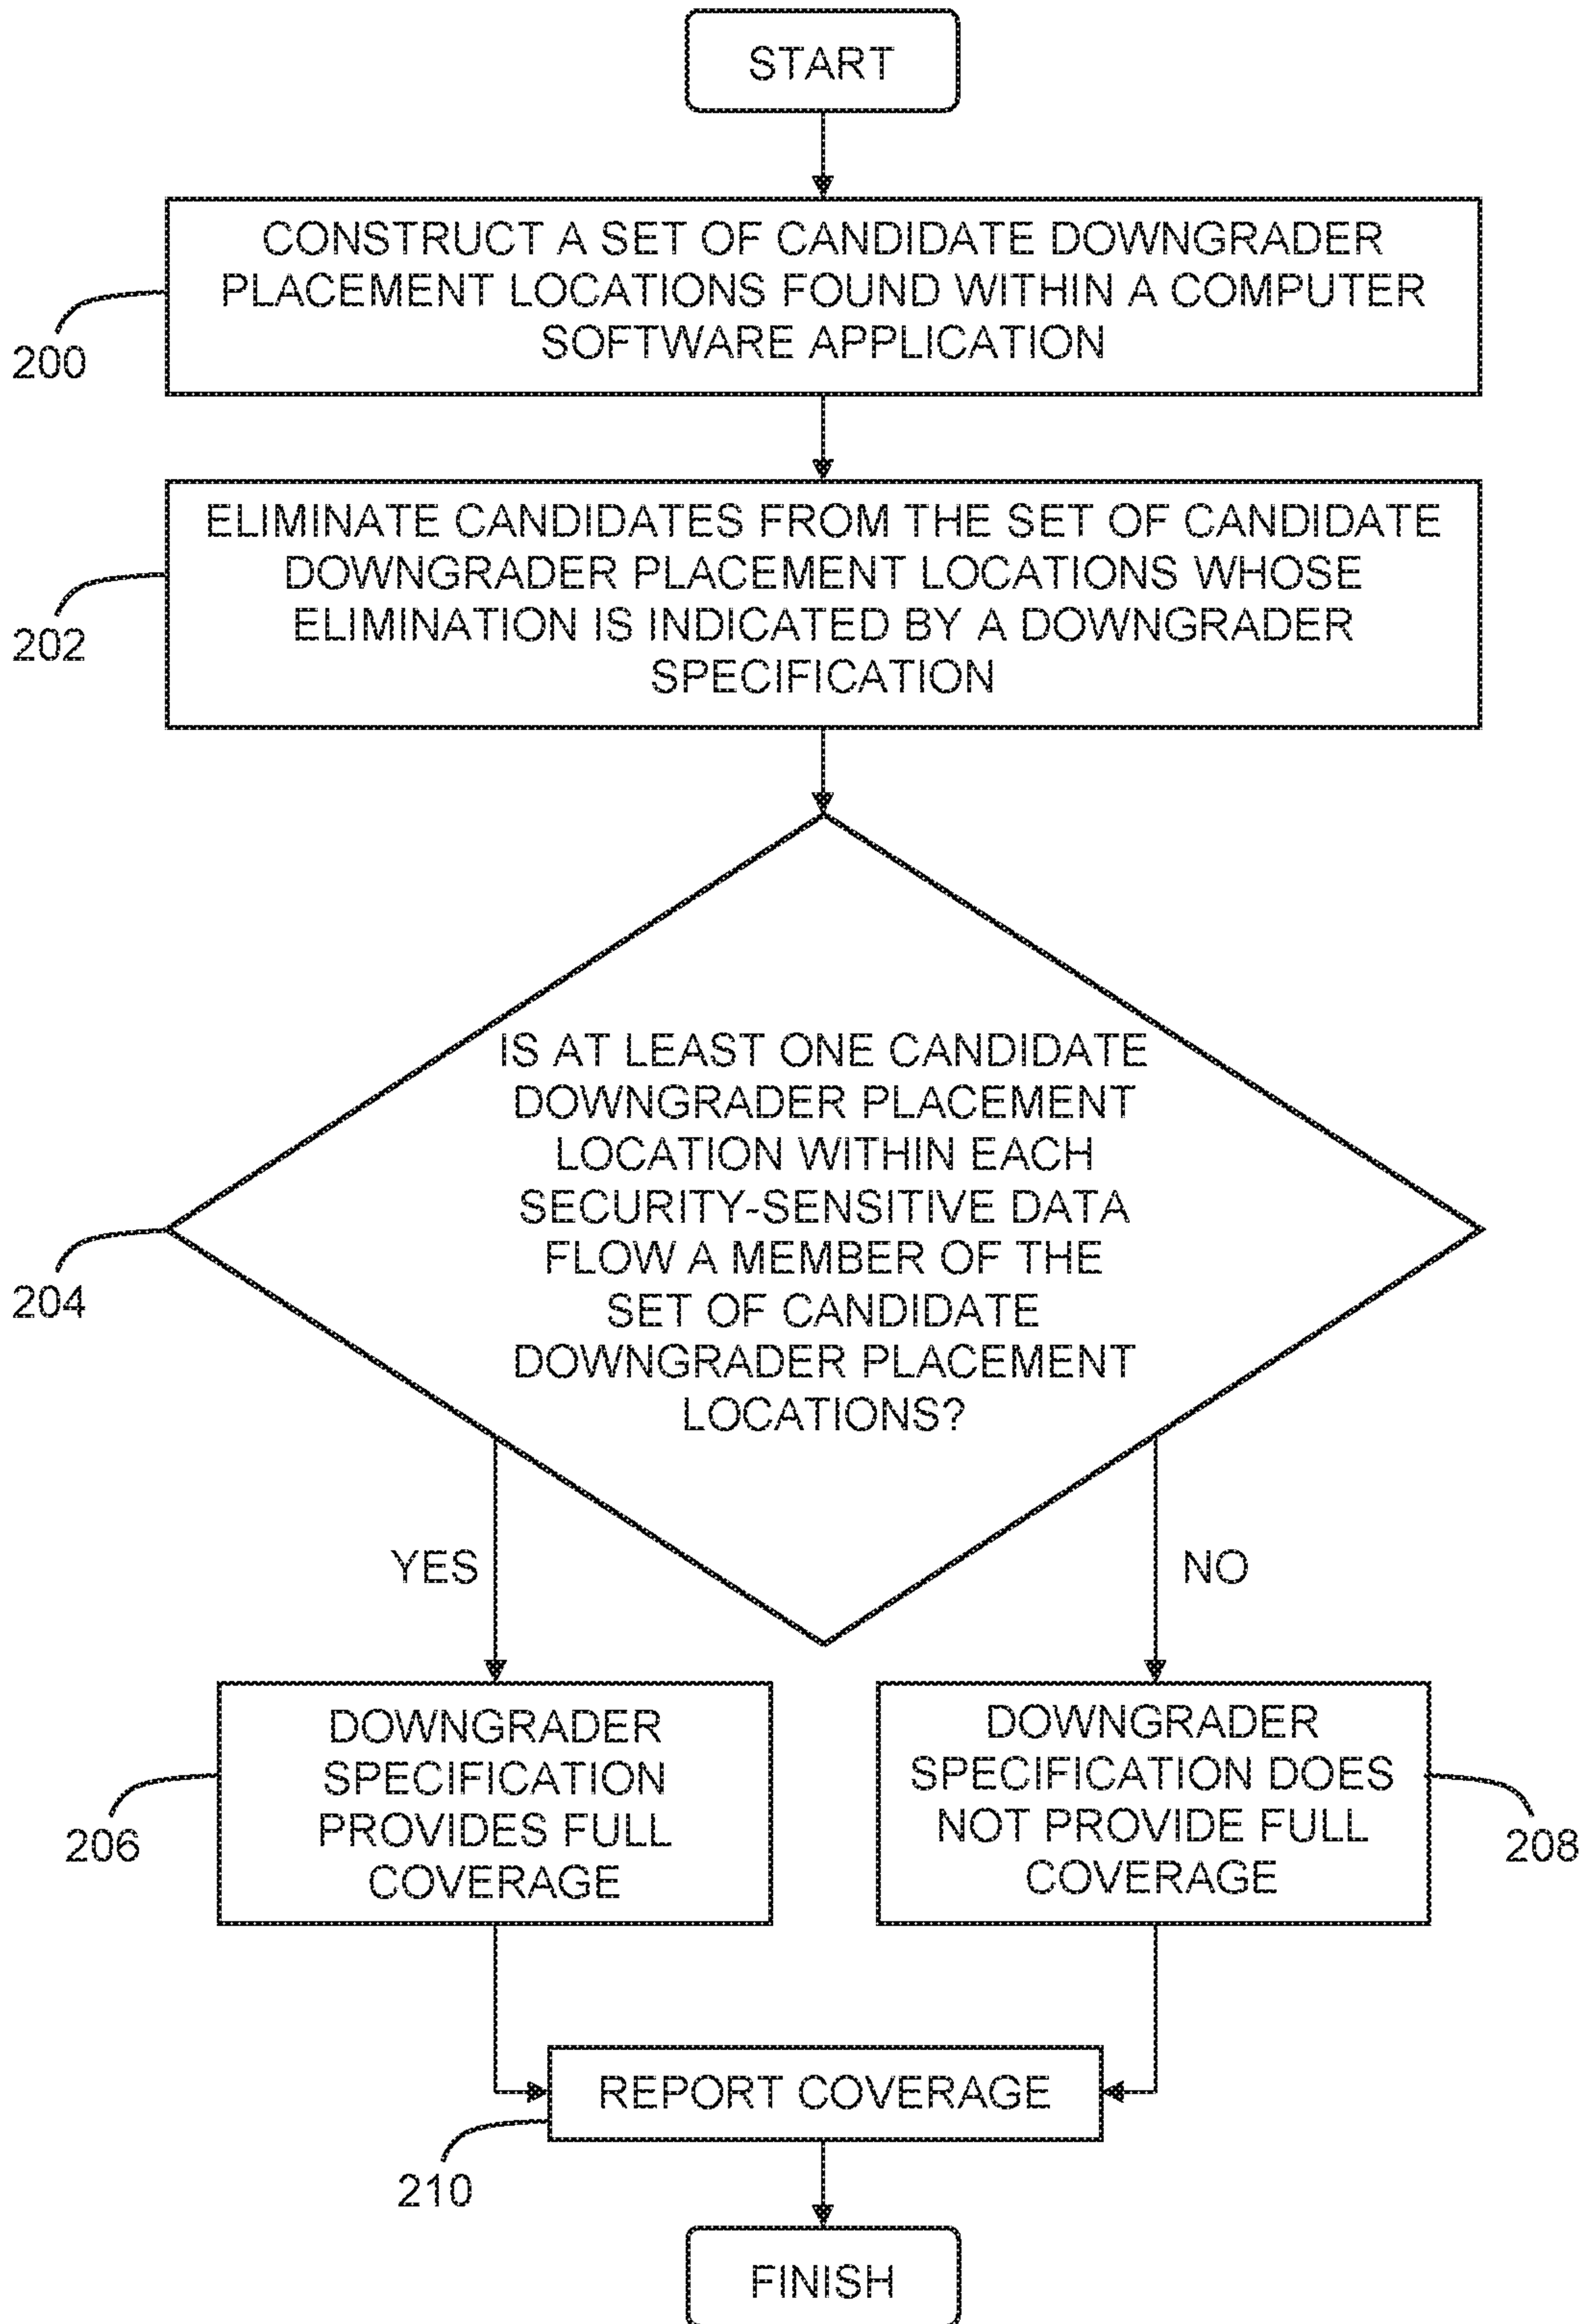 START
CONSTRUCT A SET OF CANDIDATE DOWNGRADER
PLACEMENT LOCATIONS FOUND WITHIN A COMPUTER
SOFTWARE APPLICATION
200
ELIMINATE CANDIDATES FROM THE SET OF CANDIDATE
DOWNGRADER PLACEMENT LOCATIONS WHOSE
ELIMINATION IS INDICATED BY A DOWNGRADER
SPECIFICATION
202
IS AT LEAST ONE CANDIDATE
DOWNGRADER PLACEMENT
LOCATION WITHIN EACH
SECURITY-SENSITIVE DATA
FLOW A MEMBER OF THE
SET OF CANDIDATE
DOWNGRADER PLACEMENT
LOCATIONS?
204
YES
NO
DOWNGRADER
SPECIFICATION
PROVIDES FULL
COVERAGE
206
DOWNGRADER
SPECIFICATION DOES
NOT PROVIDE FULL
COVERAGE
208
REPORT COVERAGE
210
FINISH